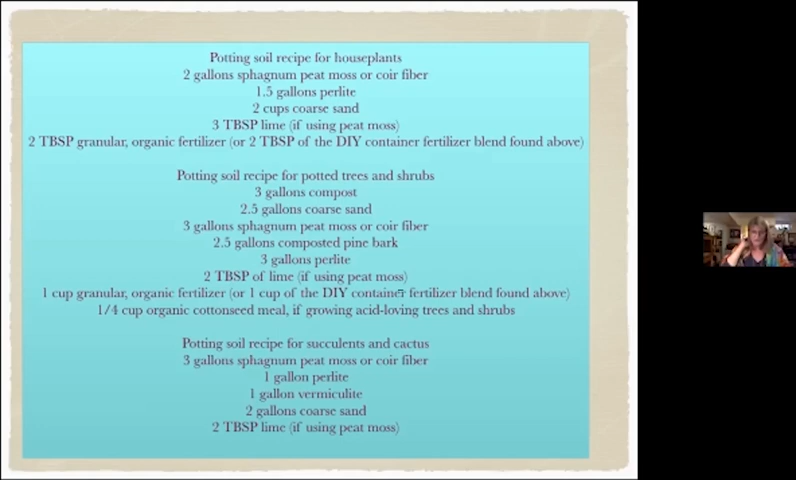 Potting soil recipe for houseplants
2 gallons sphagnum peat moss or coir fiber
1.5 gallons perlite
2 cups coarse sand
3 TBSP lime (if using peat moss)
2 TBSP granular, organic fertilizer (or 2 TBSP of the DIY container fertilizer blend found above)
Potting soil recipe for potted trees and shrubs
3 gallons compost
2.5 gallons coarse sand
3 gallons sphagnum peat moss or coir fiber
2.5 gallons composted pine bark
3 gallons perlite
2 TBSP of lime (if using peat moss)
1 cup granular, organic fertilizer (or 1 cup of the DIY container fertilizer blend found above)
1/4 cup organic cottonseed meal, if growing acid-loving trees and shrubs
Potting soil recipe for succulents and cactus
3 gallons sphagnum peat moss or coir fiber
1 gallon perlite
1 gallon vermiculite
2 gallons coarse sand
2 TBSP lime (if using peat moss)